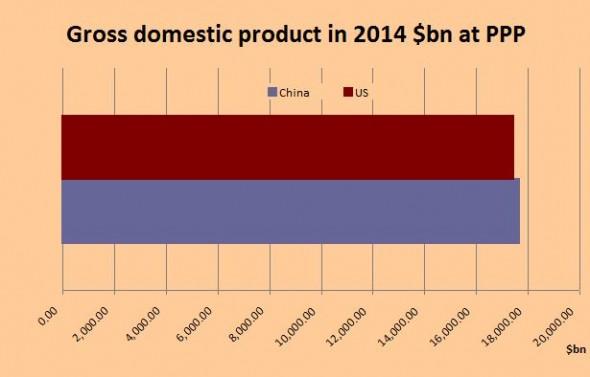 Gross domestic product in 2014 $bn at PPP
China US
0.00 2,000.00 4,000.00 6,000.00 8,000.00 10,000.00 12,000.00 14,000.00 16,000.00 18,000.00 20,000.00
$bn